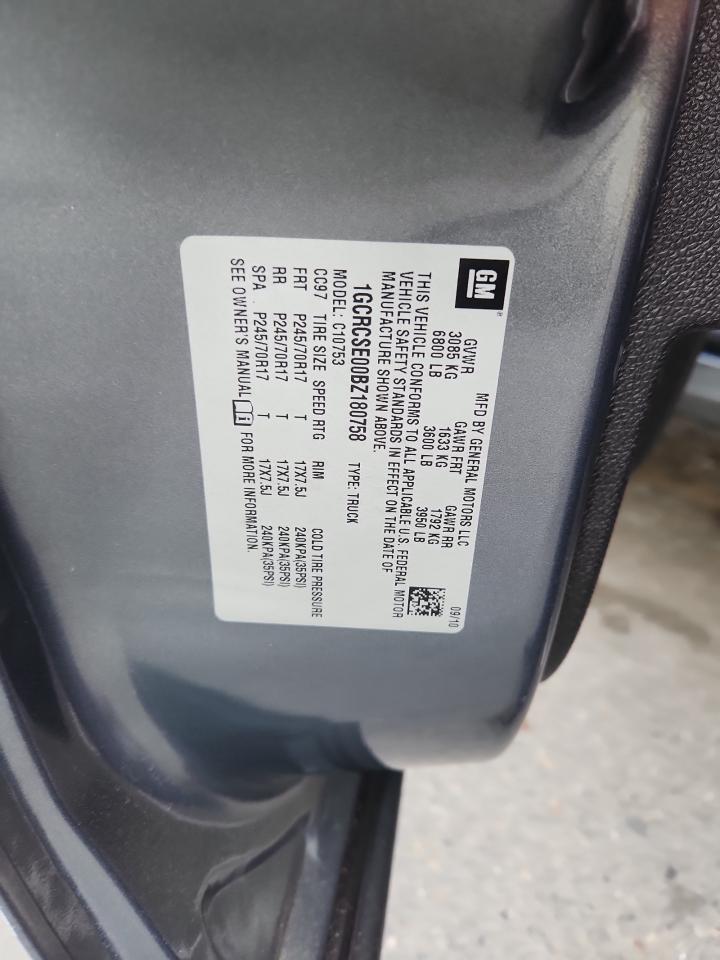 GM
®
MFD BY GENERAL MOTORS LLC 09/10
GVWR GAWR FRT GAWR RR
3085 KG 1633 KG 1792 KG
6800 LB 3600 LB 3950 LB
THIS VEHICLE CONFORMS TO ALL APPLICABLE U.S. FEDERAL MOTOR
VEHICLE SAFETY STANDARDS IN EFFECT ON THE DATE OF
MANUFACTURE SHOWN ABOVE.
1GCRCSE00BZ180758 TYPE: TRUCK
MODEL: C10753
CC97 TIRE SIZE SPEED RTG RIM COLD TIRE PRESSURE
FRT P245/70R17 T 17X7.5J 240KPA(35PSI)
RR P245/70R17 T 17X7.5J 240KPA(35PSI)
SPA P245/70R17 T 17X7.5J 240KPA(35PSI)
SEE OWNER'S MANUAL FOR MORE INFORMATION.